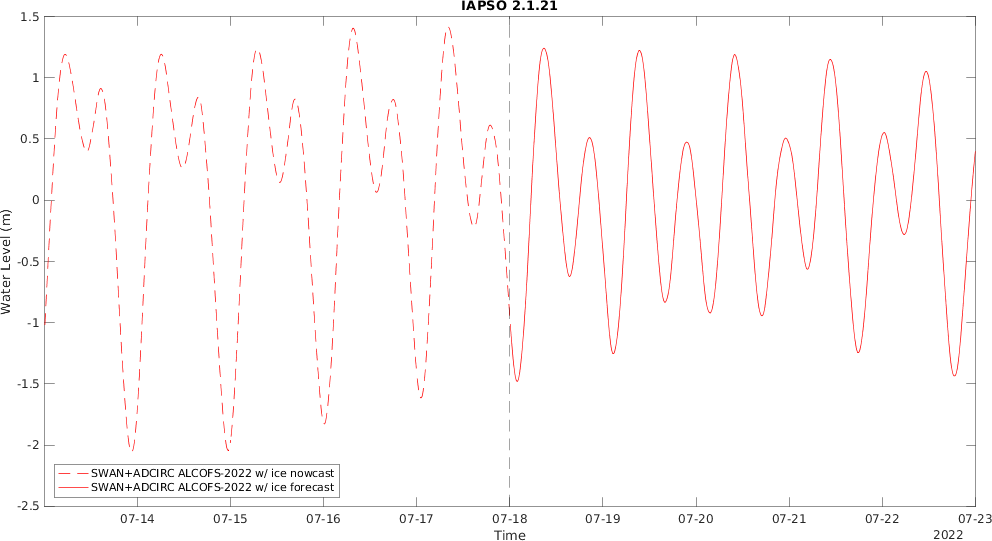 IAPSO 2.1.21
1.5
1
0.5
0
-0.5
-1
-1.5
-2
-2.5
Water Level (m)
SWAN+ADCIRC ALCOFS-2022 w/ ice nowcast
SWAN+ADCIRC ALCOFS-2022 w/ ice forecast
07-14 07-15 07-16 07-17 07-18 07-19 07-20 07-21 07-22 07-23
Time
2022